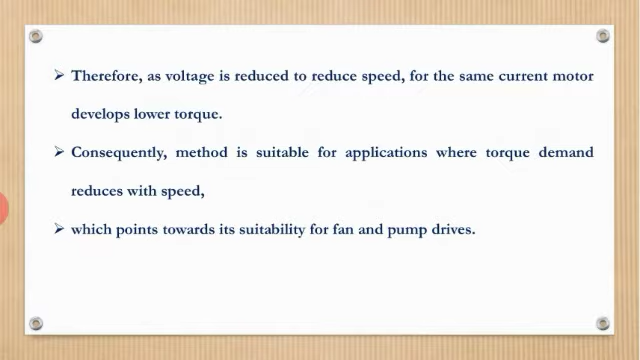 Therefore, as voltage is reduced to reduce speed, for the same current motor
develops lower torque.
Consequently, method is suitable for applications where torque demand
reduces with speed,
which points towards its suitability for fan and pump drives.